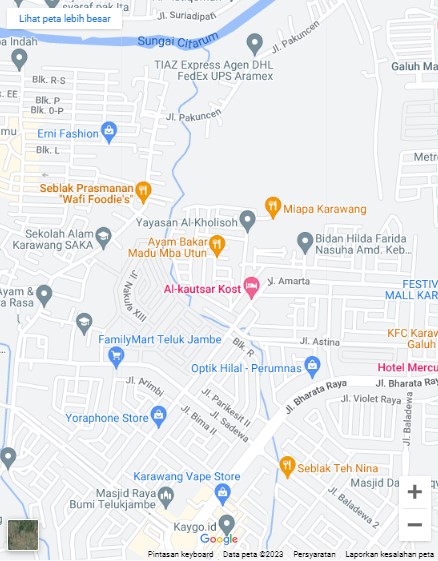 syaraf pak Ita
Lihat peta lebih besar
Jl. Suriadipati
Jl. Pakuncen
Sungai Citarum
TIAZ Express Agen DHL
FedEx UPS Aramex
Galuh Ma
Blk. R-S
Blk. P
Blk. O-P
Jl. Pakuncen
Erni Fashion
Blk. L
Metro
Seblak Prasmanan
"Wafi Foodie's"
Miapa Karawang
Yayasan Al-Kholisoh
Sekolah Alam
Karawang SAKA
Ayam Bakar
Madu Mba Utun
Bidan Hilda Farida
Nasuha Amd. Keb...
Al-kautsar Kost
Jl. Amarta
FESTIV
MALL KAR
Ayam &
a Rasa
Jl. Nakula XIII
FamilyMart Teluk Jambe
Blk. R
Jl. Astina
KFC Karaw
Galuh
Optik Hilal - Perumnas
Hotel Mercu
Jl. Bharata Raya
Jl. Bharata Raya
Jl. Arimbi
Jl. Violet Raya
Jl. Parikesit II
Yoraphone Store
Jl. Bima II
Jl. Sadewa
Jl. Baladewa
Karawang Vape Store
Seblak Teh Nina
Masjid Raya
Bumi Telukjambe
Masjid Da
Jl. Baladewa 2
Kaygo.id
Google
Pintasan keyboard
Data peta ©2023
Persyaratan
Laporkan kesalahan peta